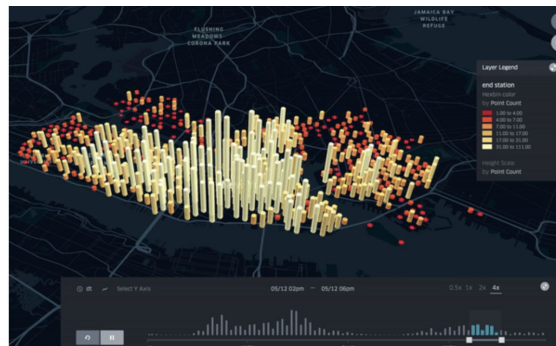 JAMAICA BAY
WILDLIFE
REFUGE
FLUSHING
MEADOWS
CORONA PARK
Layer Legend
end station
Hexbin color
by Point Count
1.00 to 4.00
4.00 to 7.00
7.00 to 11.00
11.00 to 17.00
17.00 to 31.00
31.00 to 111.00
Height Scale
by Point Count
Select Y Axis
05/12 02pm — 05/12 06pm
0.5x 1x 2x 4x